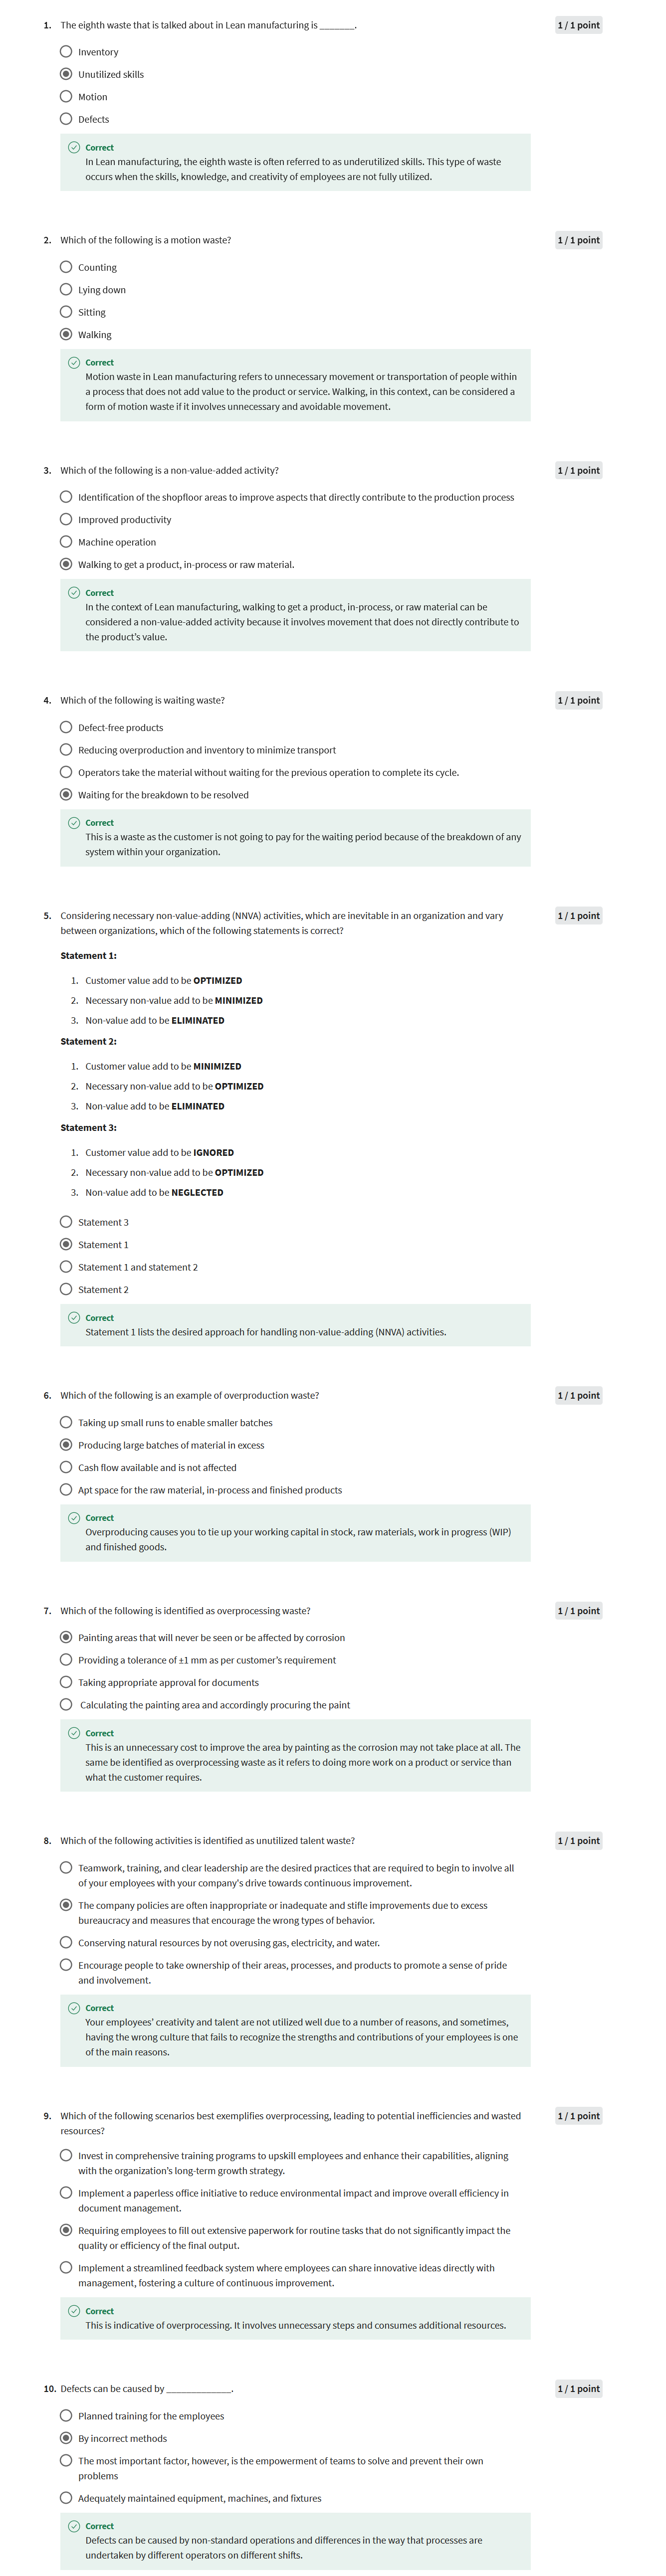 1. The eighth waste that is talked about in Lean manufacturing is _______. 1 / 1 point
Inventory
Unutilized skills
Motion
Defects
Correct
In Lean manufacturing, the eighth waste is often referred to as underutilized skills. This type of waste
occurs when the skills, knowledge, and creativity of employees are not fully utilized.
2. Which of the following is a motion waste? 1 / 1 point
Counting
Lying down
Sitting
Walking
Correct
Motion waste in Lean manufacturing refers to unnecessary movement or transportation of people within
a process that does not add value to the product or service. Walking, in this context, can be considered a
form of motion waste if it involves unnecessary and avoidable movement.
3. Which of the following is a non-value-added activity? 1 / 1 point
Identification of the shopfloor areas to improve aspects that directly contribute to the production process
Improved productivity
Machine operation
Walking to get a product, in-process or raw material.
Correct
In the context of Lean manufacturing, walking to get a product, in-process, or raw material can be
considered a non-value-added activity because it involves movement that does not directly contribute to
the product's value.
4. Which of the following is waiting waste? 1 / 1 point
Defect-free products
Reducing overproduction and inventory to minimize transport
Operators take the material without waiting for the previous operation to complete its cycle.
Waiting for the breakdown to be resolved
Correct
This is a waste as the customer is not going to pay for the waiting period because of the breakdown of any
system within your organization.
5. Considering necessary non-value-adding (NNVA) activities, which are inevitable in an organization and vary 1 / 1 point
between organizations, which of the following statements is correct?
Statement 1:
1. Customer value add to be OPTIMIZED
2. Necessary non-value add to be MINIMIZED
3. Non-value add to be ELIMINATED
Statement 2:
1. Customer value add to be MINIMIZED
2. Necessary non-value add to be OPTIMIZED
3. Non-value add to be ELIMINATED
Statement 3:
1. Customer value add to be IGNORED
2. Necessary non-value add to be OPTIMIZED
3. Non-value add to be NEGLECTED
Statement 3
Statement 1
Statement 1 and statement 2
Statement 2
Correct
Statement 1 lists the desired approach for handling non-value-adding (NNVA) activities.
6. Which of the following is an example of overproduction waste? 1 / 1 point
Taking up small runs to enable smaller batches
Producing large batches of material in excess
Cash flow available and is not affected
Apt space for the raw material, in-process and finished products
Correct
Overproducing causes you to tie up your working capital in stock, raw materials, work in progress (WIP)
and finished goods.
7. Which of the following is identified as overprocessing waste? 1 / 1 point
Painting areas that will never be seen or be affected by corrosion
Providing a tolerance of ±1 mm as per customer's requirement
Taking appropriate approval for documents
Calculating the painting area and accordingly procuring the paint
Correct
This is an unnecessary cost to improve the area by painting as the corrosion may not take place at all. The
same be identified as overprocessing waste as it refers to doing more work on a product or service than
what the customer requires.
8. Which of the following activities is identified as unutilized talent waste? 1 / 1 point
Teamwork, training, and clear leadership are the desired practices that are required to begin to involve all
of your employees with your company's drive towards continuous improvement.
The company policies are often inappropriate or inadequate and stifle improvements due to excess
bureaucracy and measures that encourage the wrong types of behavior.
Conserving natural resources by not overusing gas, electricity, and water.
Encourage people to take ownership of their areas, processes, and products to promote a sense of pride
and involvement.
Correct
Your employees' creativity and talent are not utilized well due to a number of reasons, and sometimes,
having the wrong culture that fails to recognize the strengths and contributions of your employees is one
of the main reasons.
9. Which of the following scenarios best exemplifies overprocessing, leading to potential inefficiencies and wasted 1 / 1 point
resources?
Invest in comprehensive training programs to upskill employees and enhance their capabilities, aligning
with the organization's long-term growth strategy.
Implement a paperless office initiative to reduce environmental impact and improve overall efficiency in
document management.
Requiring employees to fill out extensive paperwork for routine tasks that do not significantly impact the
quality or efficiency of the final output.
Implement a streamlined feedback system where employees can share innovative ideas directly with
management, fostering a culture of continuous improvement.
Correct
This is indicative of overprocessing. It involves unnecessary steps and consumes additional resources.
10. Defects can be caused by _____________. 1 / 1 point
Planned training for the employees
By incorrect methods
The most important factor, however, is the empowerment of teams to solve and prevent their own
problems
Adequately maintained equipment, machines, and fixtures
Correct
Defects can be caused by non-standard operations and differences in the way that processes are
undertaken by different operators on different shifts.